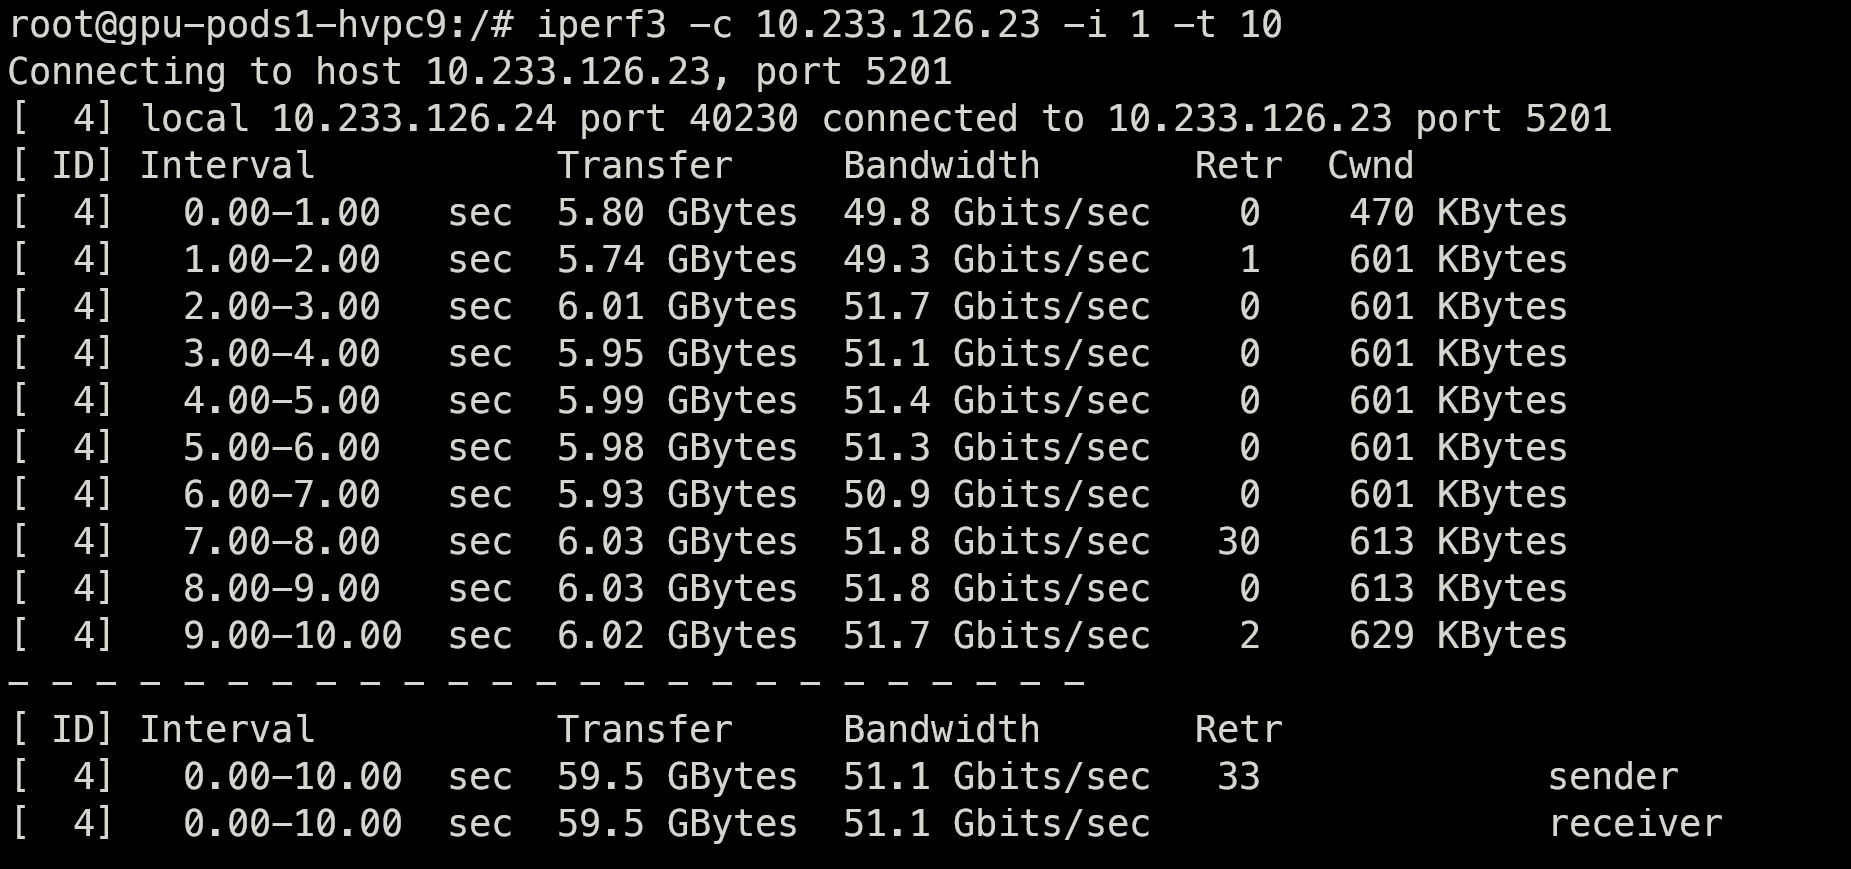 root@gpu-pods1-hvpc9:/# iperf3 -c 10.233.126.23 -i 1 -t 10
Connecting to host 10.233.126.23, port 5201
[  4] local 10.233.126.24 port 40230 connected to 10.233.126.23 port 5201
[ ID] Interval           Transfer     Bandwidth       Retr  Cwnd
[  4]   0.00-1.00   sec  5.80 GBytes  49.8 Gbits/sec    0    470 KBytes
[  4]   1.00-2.00   sec  5.74 GBytes  49.3 Gbits/sec    1    601 KBytes
[  4]   2.00-3.00   sec  6.01 GBytes  51.7 Gbits/sec    0    601 KBytes
[  4]   3.00-4.00   sec  5.95 GBytes  51.1 Gbits/sec    0    601 KBytes
[  4]   4.00-5.00   sec  5.99 GBytes  51.4 Gbits/sec    0    601 KBytes
[  4]   5.00-6.00   sec  5.98 GBytes  51.3 Gbits/sec    0    601 KBytes
[  4]   6.00-7.00   sec  5.93 GBytes  50.9 Gbits/sec    0    601 KBytes
[  4]   7.00-8.00   sec  6.03 GBytes  51.8 Gbits/sec   30    613 KBytes
[  4]   8.00-9.00   sec  6.03 GBytes  51.8 Gbits/sec    0    613 KBytes
[  4]   9.00-10.00  sec  6.02 GBytes  51.7 Gbits/sec    2    629 KBytes
- - - - - - - - - - - - - - - - - - - - - - - - -
[ ID] Interval           Transfer     Bandwidth       Retr
[  4]   0.00-10.00  sec  59.5 GBytes  51.1 Gbits/sec   33             sender
[  4]   0.00-10.00  sec  59.5 GBytes  51.1 Gbits/sec                  receiver